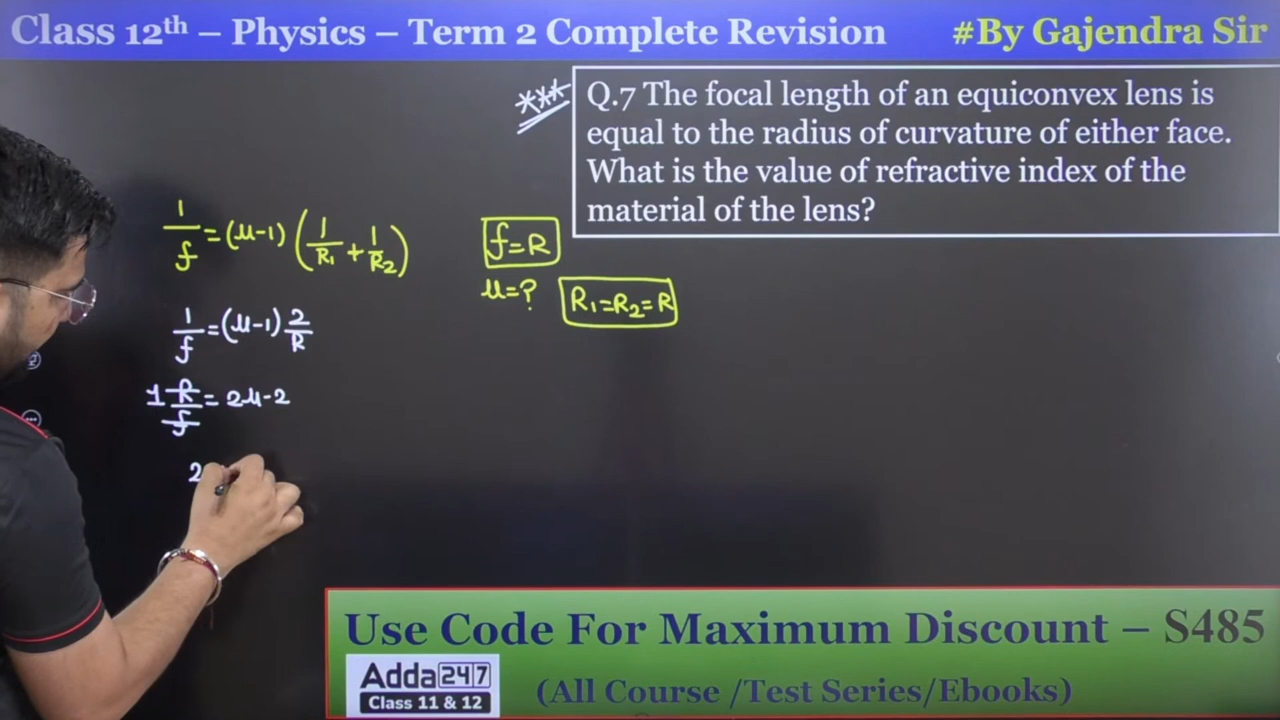 Class 12th – Physics – Term 2 Complete Revision #By Gajendra Sir
*** Q.7 The focal length of an equiconvex lens is
equal to the radius of curvature of either face.
What is the value of refractive index of the
material of the lens?
1/f = (μ-1) (1/R₁ + 1/R₂)
f=R
μ=? R₁=R₂=R
1/f = (μ-1) 2/R
1 R/f = 2μ-2
2
Use Code For Maximum Discount – S485
Adda247
Class 11 & 12
(All Course /Test Series/Ebooks)